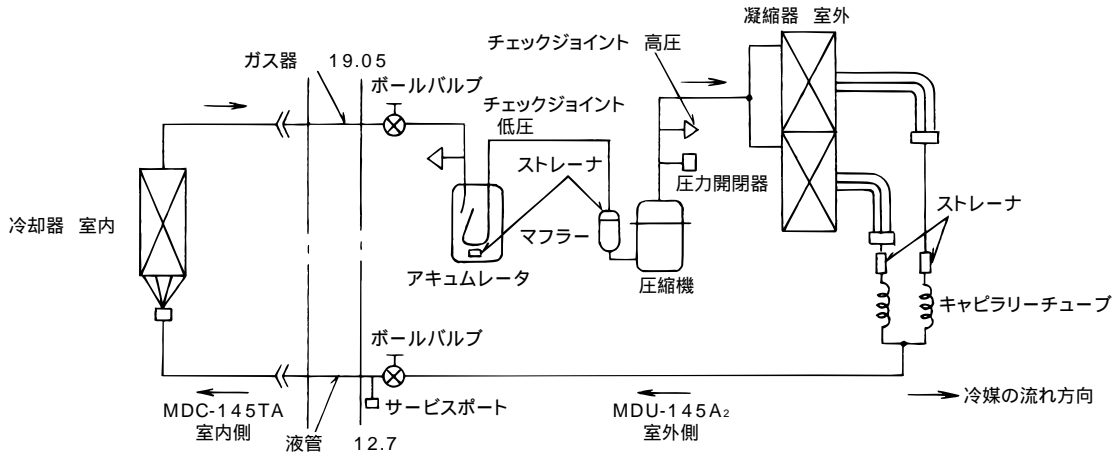 凝縮器 室外
チェックジョイント 高圧
ガス器 19.05
ボールバルブ
チェックジョイント
低圧
ストレーナ
圧力開閉器
ストレーナ
冷却器 室内
マフラー
アキュムレータ
圧縮機
キャピラリーチューブ
ボールバルブ
冷媒の流れ方向
MDC-145TA
室内側
サービスポート
MDU-145A₂
室外側
液管 12.7